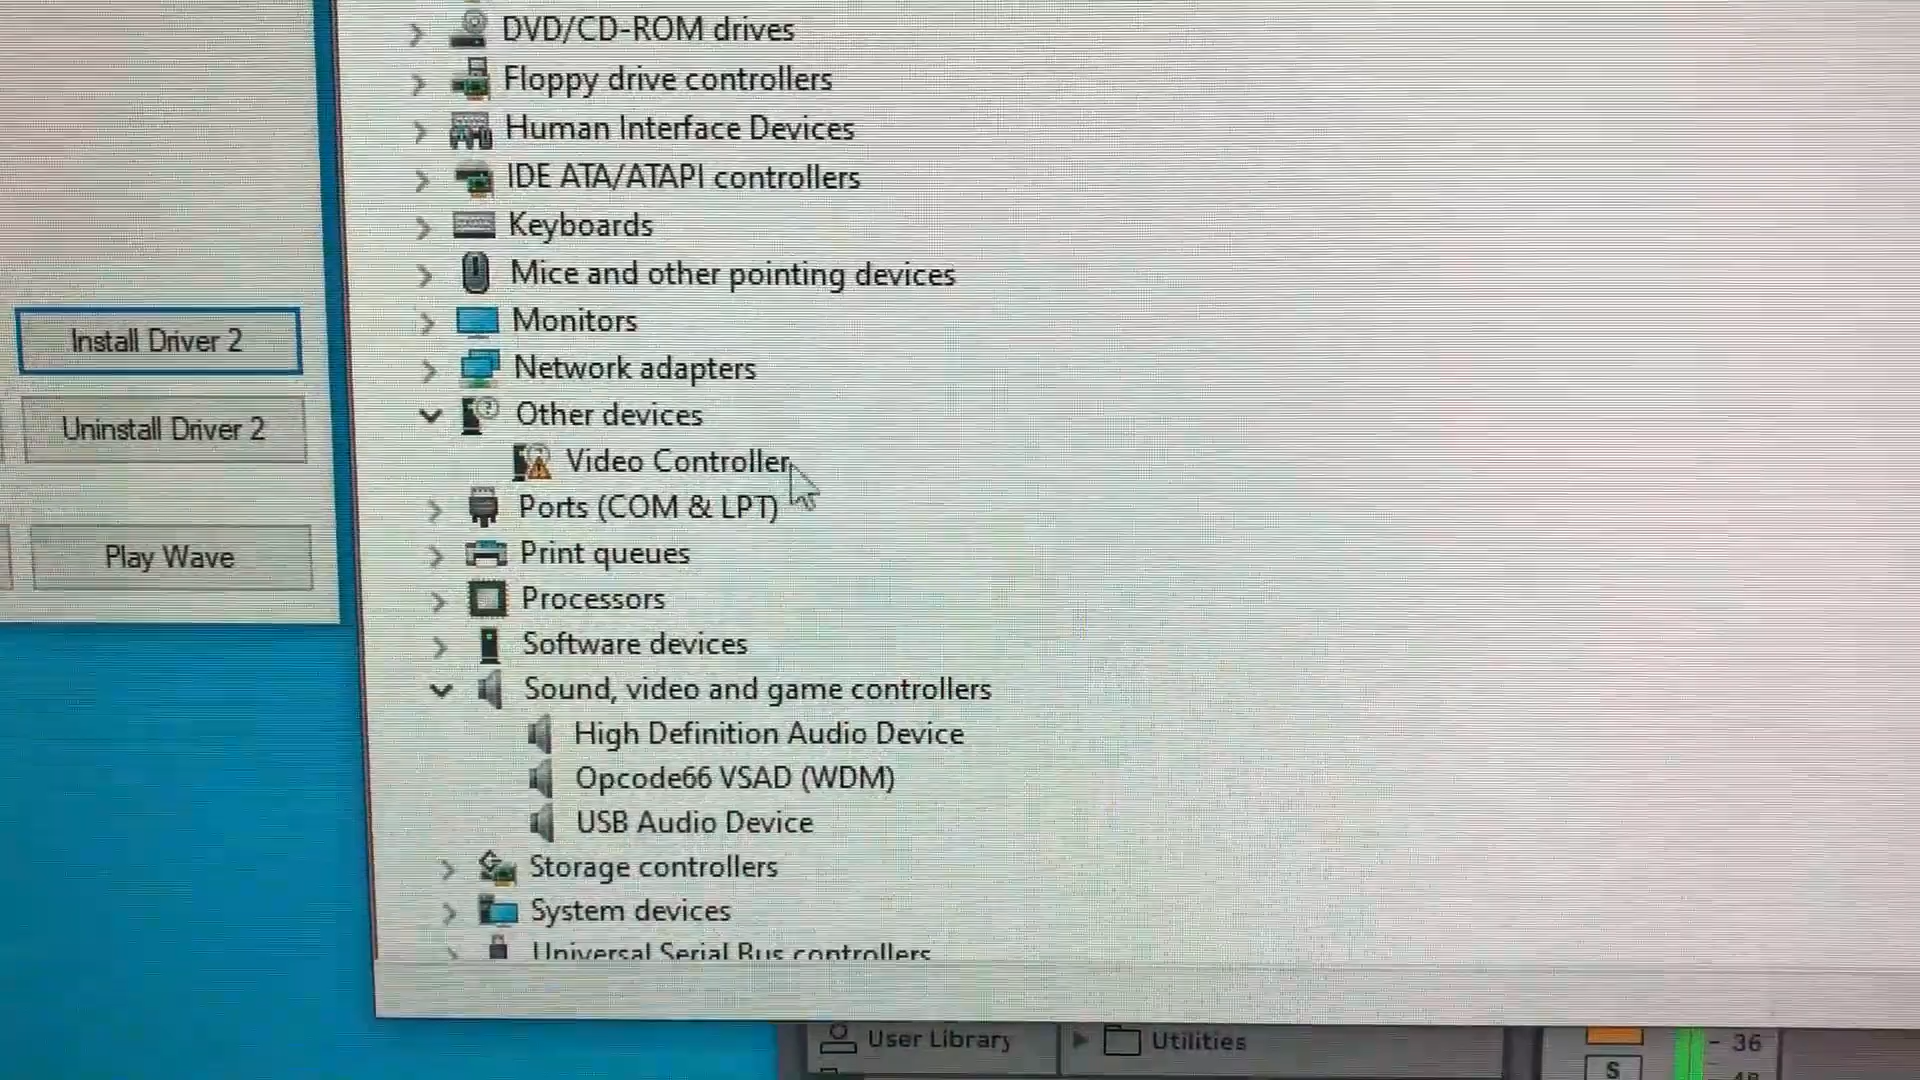 DVD/CD-ROM drives
Floppy drive controllers
Human Interface Devices
IDE ATA/ATAPI controllers
Keyboards
Mice and other pointing devices
Monitors
Network adapters
Other devices
Video Controller
Ports (COM & LPT)
Print queues
Processors
Software devices
Sound, video and game controllers
High Definition Audio Device
Opcode66 VSAD (WDM)
USB Audio Device
Storage controllers
System devices
Universal Serial Bus controllers
Install Driver 2
Uninstall Driver 2
Play Wave
User Library
Utilities
S
- 36
48